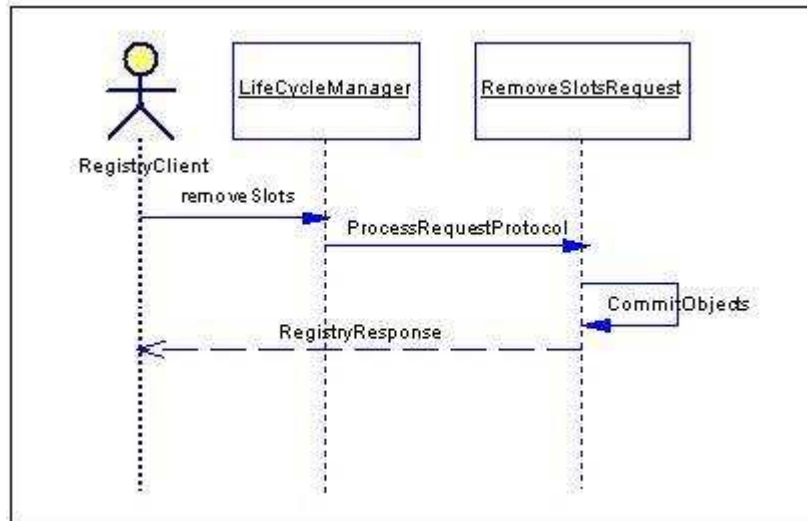 LifeCycleManager
RemoveSlotsRequest
RegistryClient
removeSlots
ProcessRequestProtocol
CommitObjects
RegistryResponse